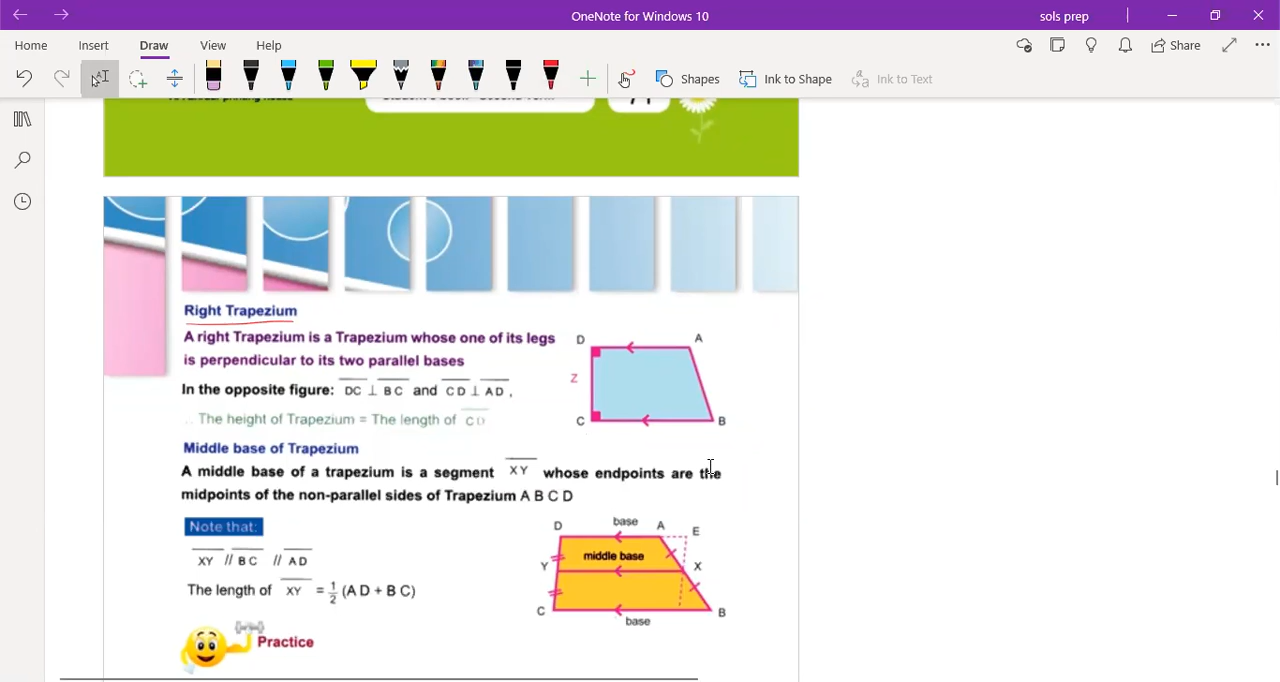 OneNote for Windows 10
sols prep
Home Insert Draw View Help
Share
Shapes Ink to Shape Ink to Text
Right Trapezium
A right Trapezium is a Trapezium whose one of its legs
is perpendicular to its two parallel bases
In the opposite figure: DC ⊥ BC and CD ⊥ AD,
The height of Trapezium = The length of CD
D A
Z
C B
Middle base of Trapezium
A middle base of a trapezium is a segment XY whose endpoints are the
midpoints of the non-parallel sides of Trapezium A B C D
Note that:
XY // BC // AD
The length of XY = 1/2 (A D + B C)
D base A E
middle base
Y X
C base B
Practice